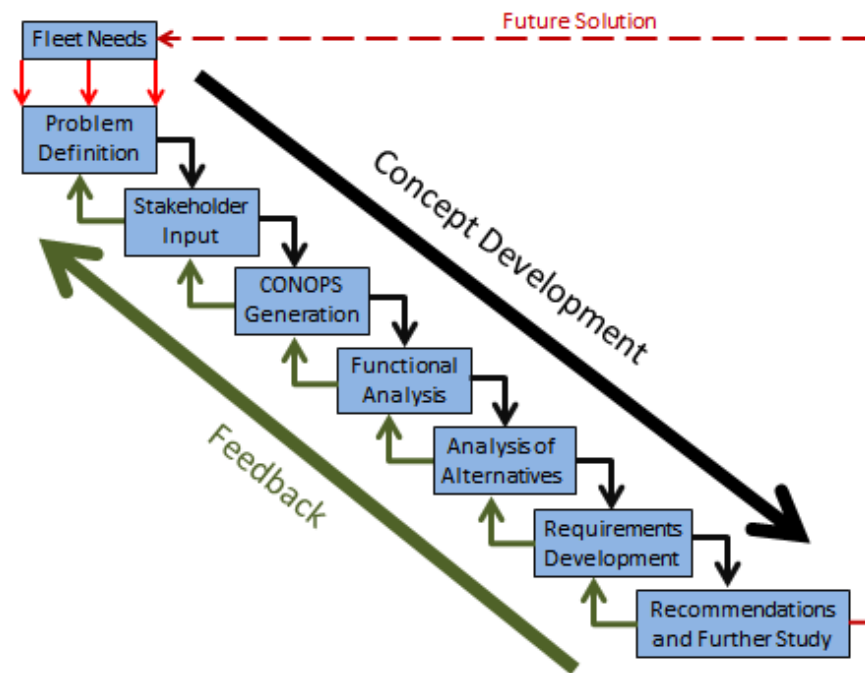 Future Solution
Fleet Needs
Problem
Definition
Concept Development
Stakeholder
Input
CONOPS
Generation
Functional
Analysis
Feedback
Analysis of
Alternatives
Requirements
Development
Recommendations
and Further Study